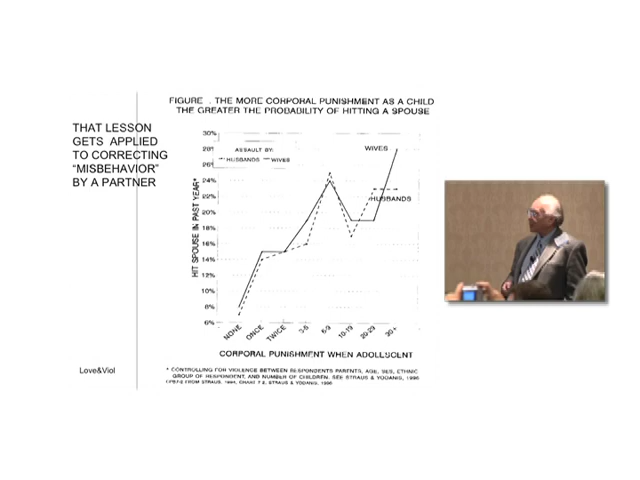 FIGURE . THE MORE CORPORAL PUNISHMENT AS A CHILD
THE GREATER THE PROBABILITY OF HITTING A SPOUSE
THAT LESSON
GETS APPLIED
TO CORRECTING
“MISBEHAVIOR”
BY A PARTNER
30%
28%
26%
24%
22%
20%
18%
16%
14%
12%
10%
8%
6%
HIT SPOUSE IN PAST YEAR*
ASSAULT BY:
HUSBANDS WIVES
WIVES
HUSBANDS
NONE ONCE TWICE 3-5 6-9 10-19 20-29 30+
CORPORAL PUNISHMENT WHEN ADOLESCENT
* CONTROLLING FOR VIOLENCE BETWEEN RESPONDENTS PARENTS, AGE, SES, ETHNIC
GROUP OF RESPONDENT, AND NUMBER OF CHILDREN. SEE STRAUS & YODANIS, 1996
FROM STRAUS, 1994, CHART 7-2, STRAUS & YODANIS, 1996
Love&Viol